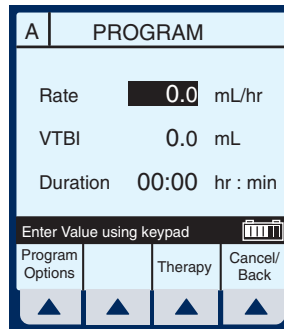 A PROGRAM
Rate 0.0 mL/hr
VTBI 0.0 mL
Duration 00:00 hr : min
Enter Value using keypad
Program Options Therapy Cancel/ Back